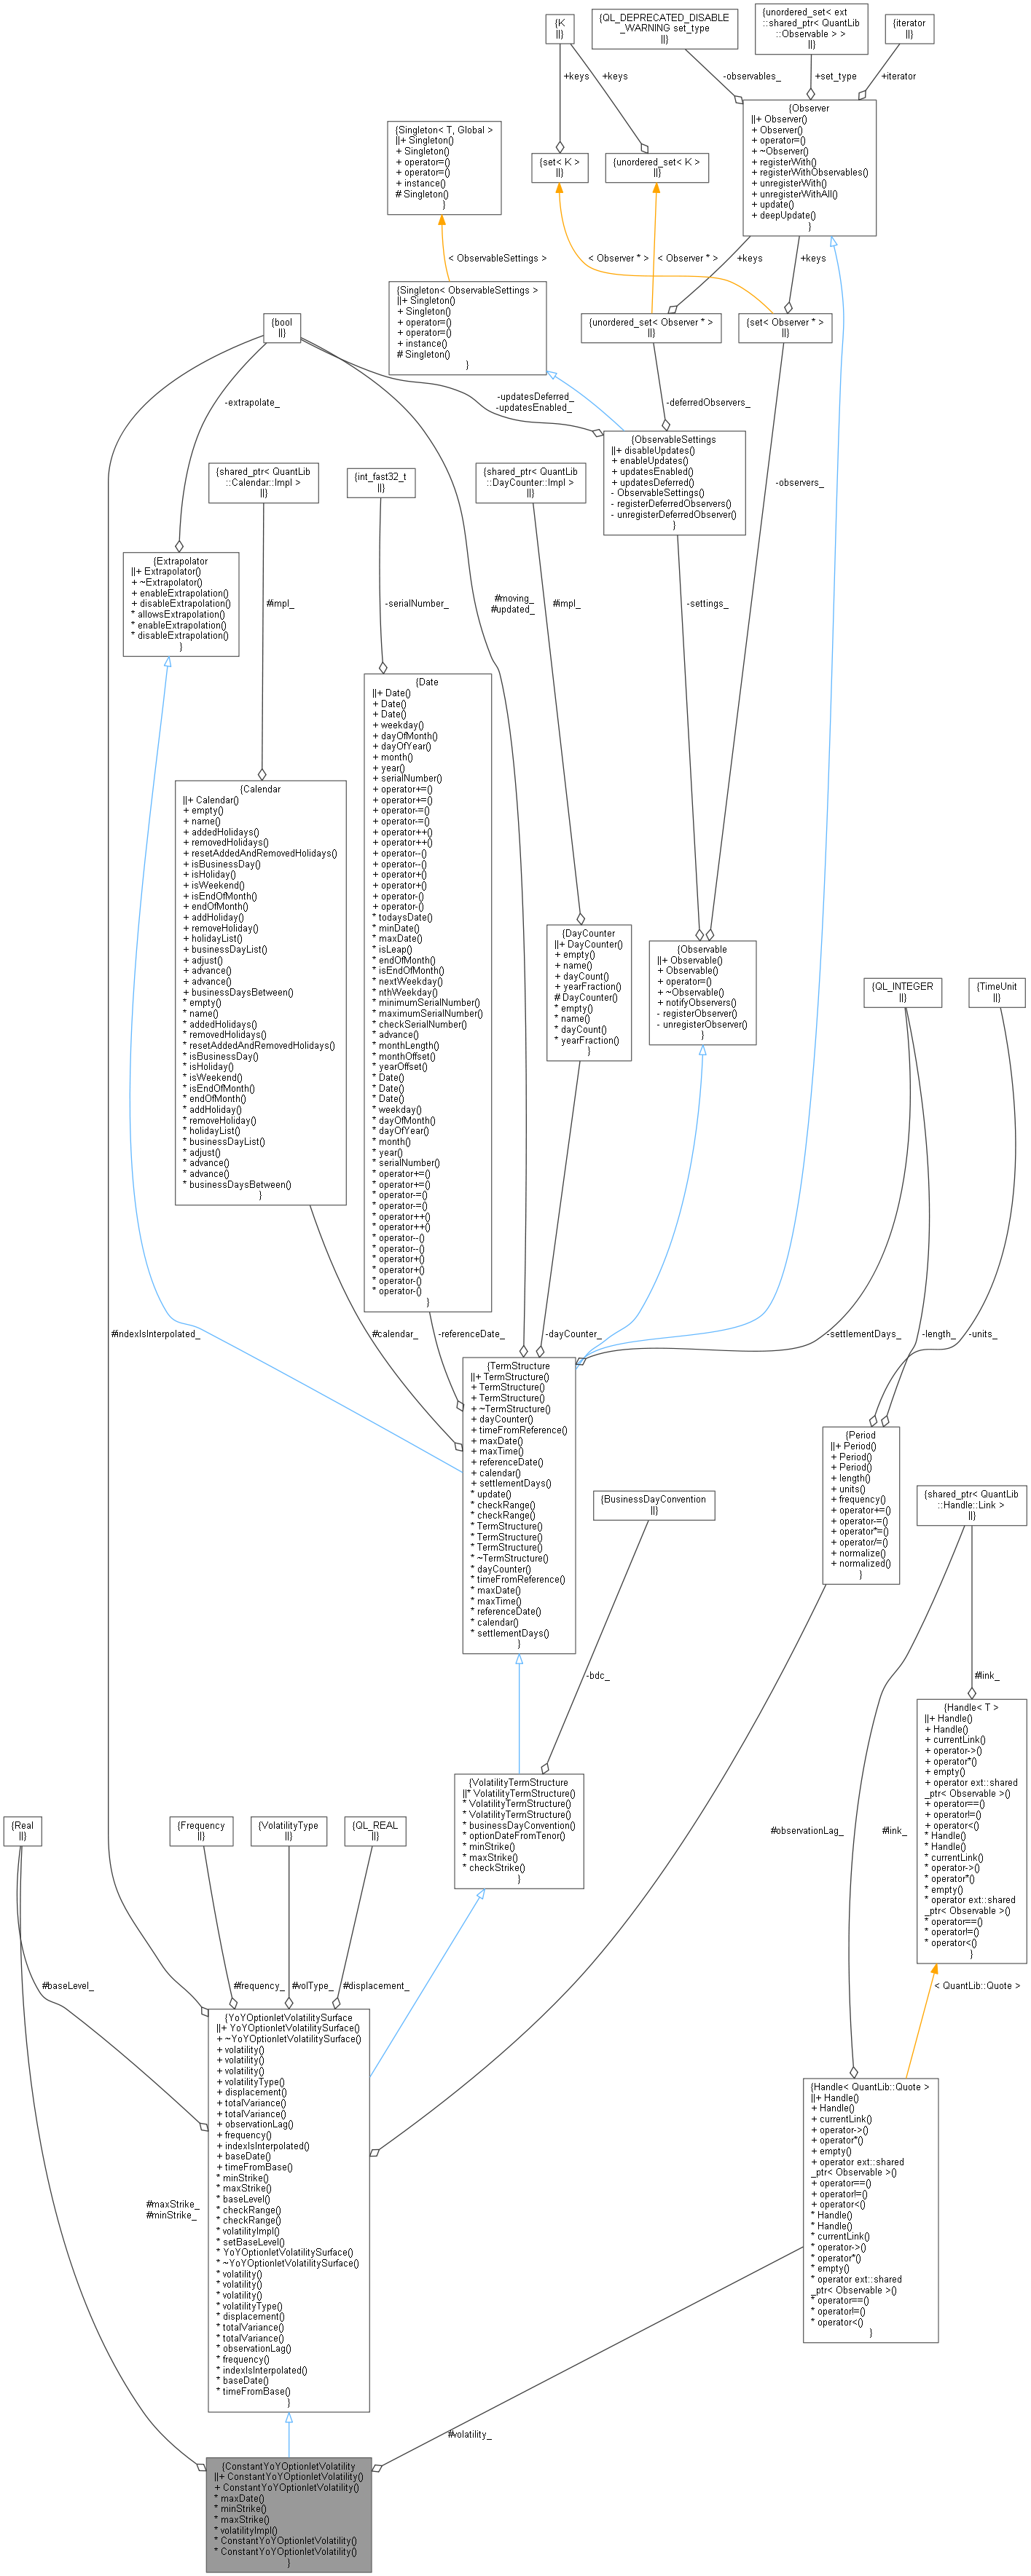 {K
||}
{QL_DEPRECATED_DISABLE
_WARNING set_type
||}
{unordered_set< ext
::shared_ptr< QuantLib
::Observable > >
||}
{iterator
||}
+keys
+keys
-observables_
+set_type
+iterator
{Singleton< T, Global >
||+ Singleton()
+ Singleton()
+ operator=()
+ operator=()
+ instance()
# Singleton()
}
{set< K >
||}
{unordered_set< K >
||}
{Observer
||+ Observer()
+ Observer()
+ operator=()
+ ~Observer()
+ registerWith()
+ registerWithObservables()
+ unregisterWith()
+ unregisterWithAll()
+ update()
+ deepUpdate()
}
< ObservableSettings >
< Observer * >
< Observer * >
+keys
+keys
{Singleton< ObservableSettings >
||+ Singleton()
+ Singleton()
+ operator=()
+ operator=()
+ instance()
# Singleton()
}
{bool
||}
{unordered_set< Observer * >
||}
{set< Observer * >
||}
-extrapolate_
-updatesDeferred_
-updatesEnabled_
-deferredObservers_
{ObservableSettings
||+ disableUpdates()
+ enableUpdates()
+ updatesEnabled()
+ updatesDeferred()
- ObservableSettings()
- registerDeferredObservers()
- unregisterDeferredObserver()
}
-observers_
{shared_ptr< QuantLib
::Calendar::Impl >
||}
{int_fast32_t
||}
{shared_ptr< QuantLib
::DayCounter::Impl >
||}
{Extrapolator
||+ Extrapolator()
+ ~Extrapolator()
+ enableExtrapolation()
+ disableExtrapolation()
* allowsExtrapolation()
* enableExtrapolation()
* disableExtrapolation()
}
#impl_
-serialNumber_
#moving_
#updated_
#impl_
-settings_
{Date
||+ Date()
+ Date()
+ Date()
+ weekday()
+ dayOfMonth()
+ dayOfYear()
+ month()
+ year()
+ serialNumber()
+ operator+=()
+ operator+=()
+ operator-=()
+ operator-=()
+ operator++()
+ operator++()
+ operator--()
+ operator--()
+ operator+()
+ operator+()
+ operator-()
+ operator-()
* todaysDate()
* minDate()
* maxDate()
* isLeap()
* endOfMonth()
* isEndOfMonth()
* nextWeekday()
* nthWeekday()
* minimumSerialNumber()
* maximumSerialNumber()
* checkSerialNumber()
* advance()
* monthLength()
* monthOffset()
* yearOffset()
* Date()
* Date()
* Date()
* weekday()
* dayOfMonth()
* dayOfYear()
* month()
* year()
* serialNumber()
* operator+=()
* operator+=()
* operator-=()
* operator-=()
* operator++()
* operator++()
* operator--()
* operator--()
* operator+()
* operator+()
* operator-()
* operator-()
}
{Calendar
||+ Calendar()
+ empty()
+ name()
+ addedHolidays()
+ removedHolidays()
+ resetAddedAndRemovedHolidays()
+ isBusinessDay()
+ isHoliday()
+ isWeekend()
+ isEndOfMonth()
+ endOfMonth()
+ addHoliday()
+ removeHoliday()
+ holidayList()
+ businessDayList()
+ adjust()
+ advance()
+ advance()
+ businessDaysBetween()
* empty()
* name()
* addedHolidays()
* removedHolidays()
* resetAddedAndRemovedHolidays()
* isBusinessDay()
* isHoliday()
* isWeekend()
* isEndOfMonth()
* endOfMonth()
* addHoliday()
* removeHoliday()
* holidayList()
* businessDayList()
* adjust()
* advance()
* advance()
* businessDaysBetween()
}
{DayCounter
||+ DayCounter()
+ empty()
+ name()
+ dayCount()
+ yearFraction()
# DayCounter()
* empty()
* name()
* dayCount()
* yearFraction()
}
{Observable
||+ Observable()
+ Observable()
+ operator=()
+ ~Observable()
+ notifyObservers()
- registerObserver()
- unregisterObserver()
}
{QL_INTEGER
||}
{TimeUnit
||}
#indexIsInterpolated_
#calendar_
-referenceDate_
-dayCounter_
-settlementDays_
-length_
-units_
{TermStructure
||+ TermStructure()
+ TermStructure()
+ TermStructure()
+ ~TermStructure()
+ dayCounter()
+ timeFromReference()
+ maxDate()
+ maxTime()
+ referenceDate()
+ calendar()
+ settlementDays()
* update()
* checkRange()
* checkRange()
* TermStructure()
* TermStructure()
* TermStructure()
* ~TermStructure()
* dayCounter()
* timeFromReference()
* maxDate()
* maxTime()
* referenceDate()
* calendar()
* settlementDays()
}
{Period
||+ Period()
+ Period()
+ Period()
+ length()
+ units()
+ frequency()
+ operator+=()
+ operator-=()
+ operator*=()
+ operator/=()
+ normalize()
+ normalized()
}
{BusinessDayConvention
||}
{shared_ptr< QuantLib
::Handle::Link >
||}
-bdc_
#link_
{Handle< T >
||+ Handle()
+ Handle()
+ currentLink()
+ operator->()
+ operator*()
+ empty()
+ operator ext::shared
_ptr< Observable >()
+ operator==()
+ operator!=()
+ operator<()
* Handle()
* Handle()
* currentLink()
* operator->()
* operator*()
* empty()
* operator ext::shared
_ptr< Observable >()
* operator==()
* operator!=()
* operator<()
}
{VolatilityTermStructure
||* VolatilityTermStructure()
* VolatilityTermStructure()
* VolatilityTermStructure()
* businessDayConvention()
* optionDateFromTenor()
* minStrike()
* maxStrike()
* checkStrike()
}
{Real
||}
{Frequency
||}
{VolatilityType
||}
{QL_REAL
||}
#observationLag_
#link_
#baseLevel_
#frequency_
#volType_
#displacement_
< QuantLib::Quote >
{YoYOptionletVolatilitySurface
||+ YoYOptionletVolatilitySurface()
+ ~YoYOptionletVolatilitySurface()
+ volatility()
+ volatility()
+ volatility()
+ volatilityType()
+ displacement()
+ totalVariance()
+ totalVariance()
+ observationLag()
+ frequency()
+ indexIsInterpolated()
+ baseDate()
+ timeFromBase()
* minStrike()
* maxStrike()
* baseLevel()
* checkRange()
* checkRange()
* volatilityImpl()
* setBaseLevel()
* YoYOptionletVolatilitySurface()
* ~YoYOptionletVolatilitySurface()
* volatility()
* volatility()
* volatility()
* volatilityType()
* displacement()
* totalVariance()
* totalVariance()
* observationLag()
* frequency()
* indexIsInterpolated()
* baseDate()
* timeFromBase()
}
{Handle< QuantLib::Quote >
||+ Handle()
+ Handle()
+ currentLink()
+ operator->()
+ operator*()
+ empty()
+ operator ext::shared
_ptr< Observable >()
+ operator==()
+ operator!=()
+ operator<()
* Handle()
* Handle()
* currentLink()
* operator->()
* operator*()
* empty()
* operator ext::shared
_ptr< Observable >()
* operator==()
* operator!=()
* operator<()
}
#maxStrike_
#minStrike_
#volatility_
{ConstantYoYOptionletVolatility
||+ ConstantYoYOptionletVolatility()
+ ConstantYoYOptionletVolatility()
* maxDate()
* minStrike()
* maxStrike()
* volatilityImpl()
* ConstantYoYOptionletVolatility()
* ConstantYoYOptionletVolatility()
}